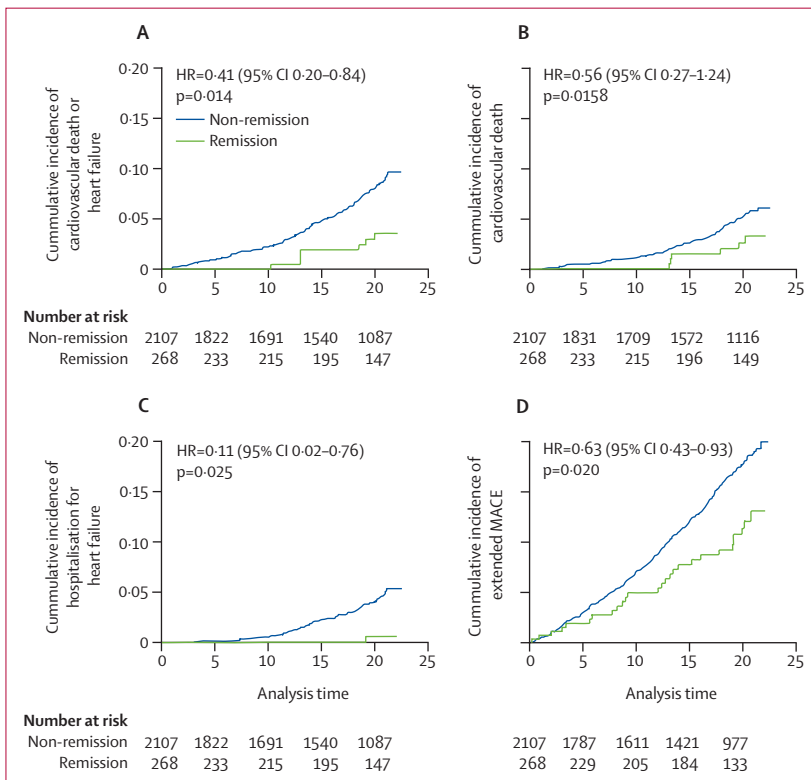 A
HR=0·41 (95% CI 0·20–0·84)
p=0·014
Non-remission
Remission
Cummulative incidence of
cardiovascular death or
heart failure
0·20
0·15
0·10
0·05
0
0 5 10 15 20 25
Number at risk
Non-remission 2107 1822 1691 1540 1087
Remission 268 233 215 195 147
B
HR=0·56 (95% CI 0·27–1·24)
p=0·0158
Cummulative incidence of
cardiovascular death
0 5 10 15 20 25
2107 1831 1709 1572 1116
268 233 215 196 149
C
HR=0·11 (95% CI 0·02–0·76)
p=0·025
Cummulative incidence of
hospitalisation for
heart failure
0·20
0·15
0·10
0·05
0
0 5 10 15 20 25
Analysis time
Number at risk
Non-remission 2107 1822 1691 1540 1087
Remission 268 233 215 195 147
D
HR=0·63 (95% CI 0·43–0·93)
p=0·020
Cummulative incidence of
extended MACE
0 5 10 15 20 25
Analysis time
2107 1787 1611 1421 977
268 229 205 184 133